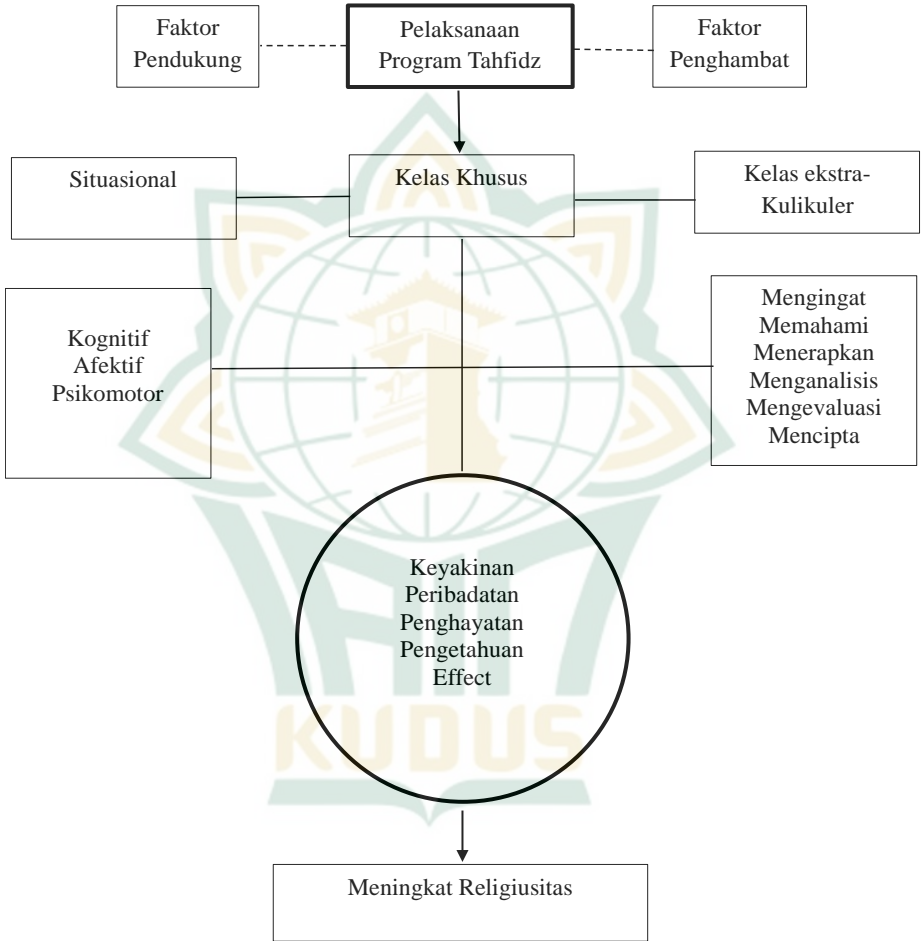 Faktor
Pendukung
Pelaksanaan
Program Tahfidz
Faktor
Penghambat
Situasional
Kelas Khusus
Kelas ekstra-
Kulikuler
Kognitif
Afektif
Psikomotor
Mengingat
Memahami
Menerapkan
Menganalisis
Mengevaluasi
Mencipta
Keyakinan
Peribadatan
Penghayatan
Pengetahuan
Effect
IAIN
KUDUS
Meningkat Religiusitas